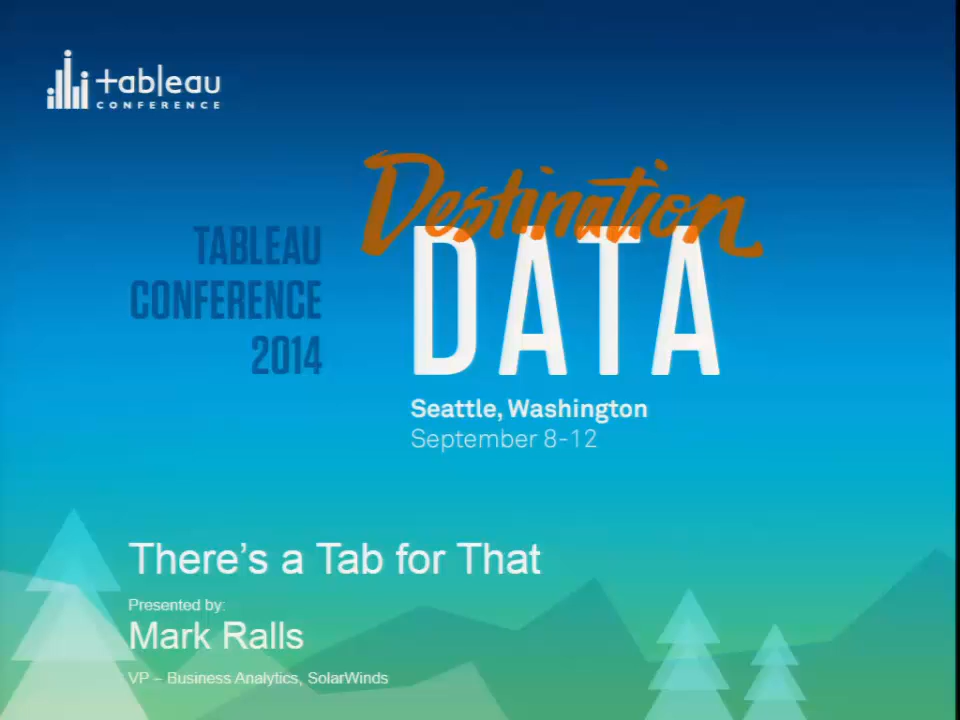 tableau
CONFERENCE
Destination
DATA
TABLEAU
CONFERENCE
2014
Seattle, Washington
September 8-12
There's a Tab for That
Presented by:
Mark Ralls
VP – Business Analytics, SolarWinds